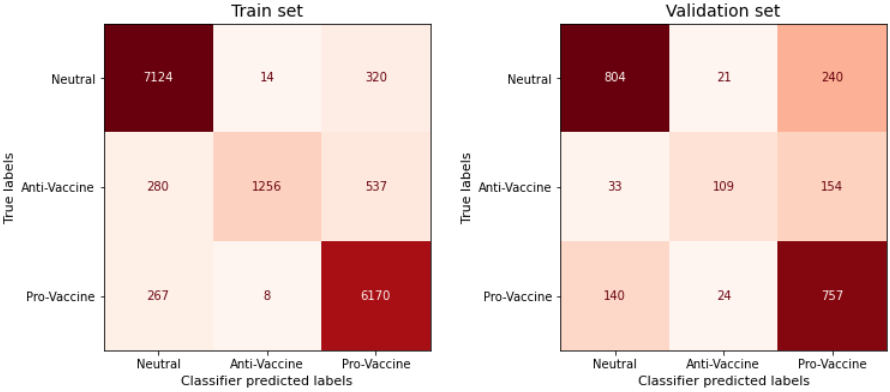 Train set
Validation set
True labels
Neutral
7124 14 320
Anti-Vaccine
280 1256 537
Pro-Vaccine
267 8 6170
Neutral Anti-Vaccine Pro-Vaccine
Classifier predicted labels
True labels
Neutral
804 21 240
Anti-Vaccine
33 109 154
Pro-Vaccine
140 24 757
Neutral Anti-Vaccine Pro-Vaccine
Classifier predicted labels